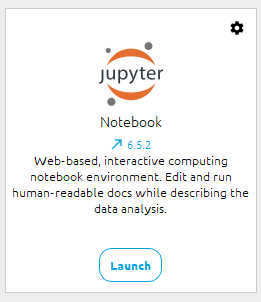 jupyter
Notebook
6.5.2
Web-based, interactive computing
notebook environment. Edit and run
human-readable docs while describing the
data analysis.
Launch